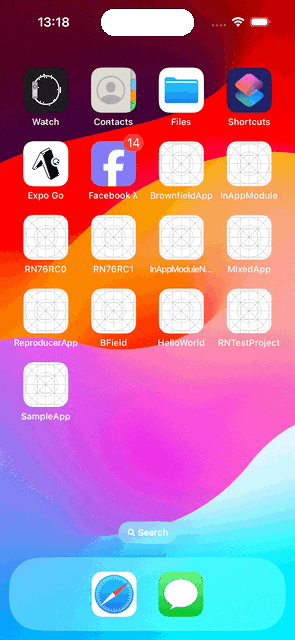 13:18
Watch Contacts Files Shortcuts
14
Expo Go Facebook λ BrownfieldApp InAppModule
RN76RC0 RN76RC1 InAppModuleN... MixedApp
ReproducerApp BField HelloWorld RNTestProject
SampleApp
Search